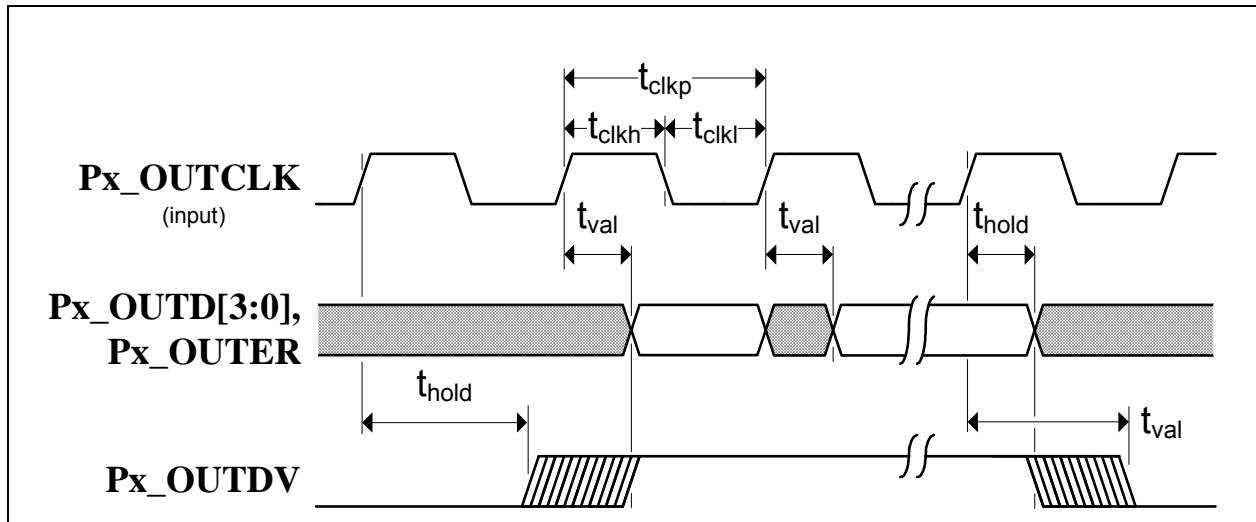 tclkp
tclkh tclkl
Px_OUTCLK
(input)
tval tval thold
Px_OUTD[3:0],
Px_OUTER
thold
tval
Px_OUTDV